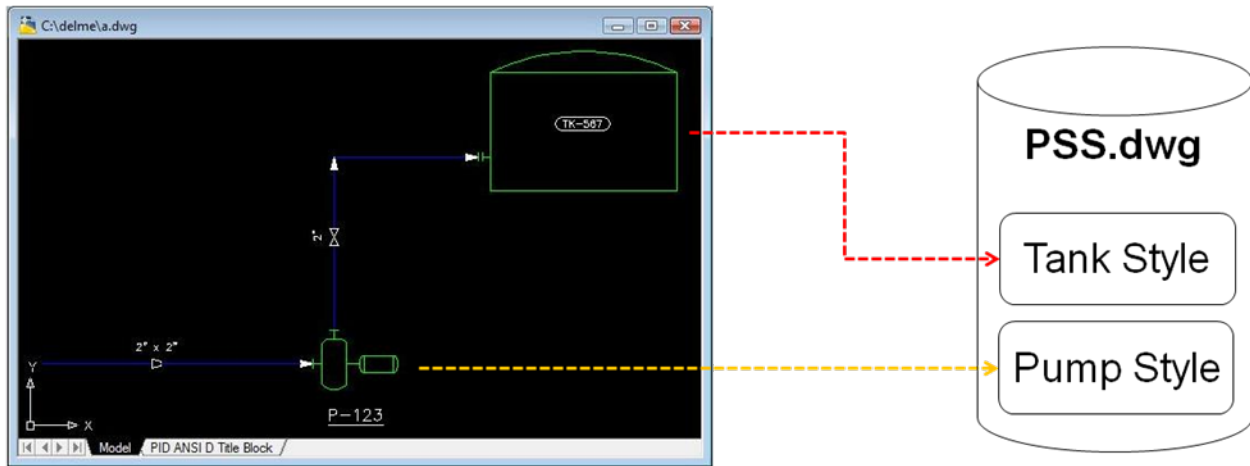 C:\delme\a.dwg
TK-567
2"
2" x 2"
Y
X
P-123
Model
PID ANSI D Title Block
PSS.dwg
Tank Style
Pump Style